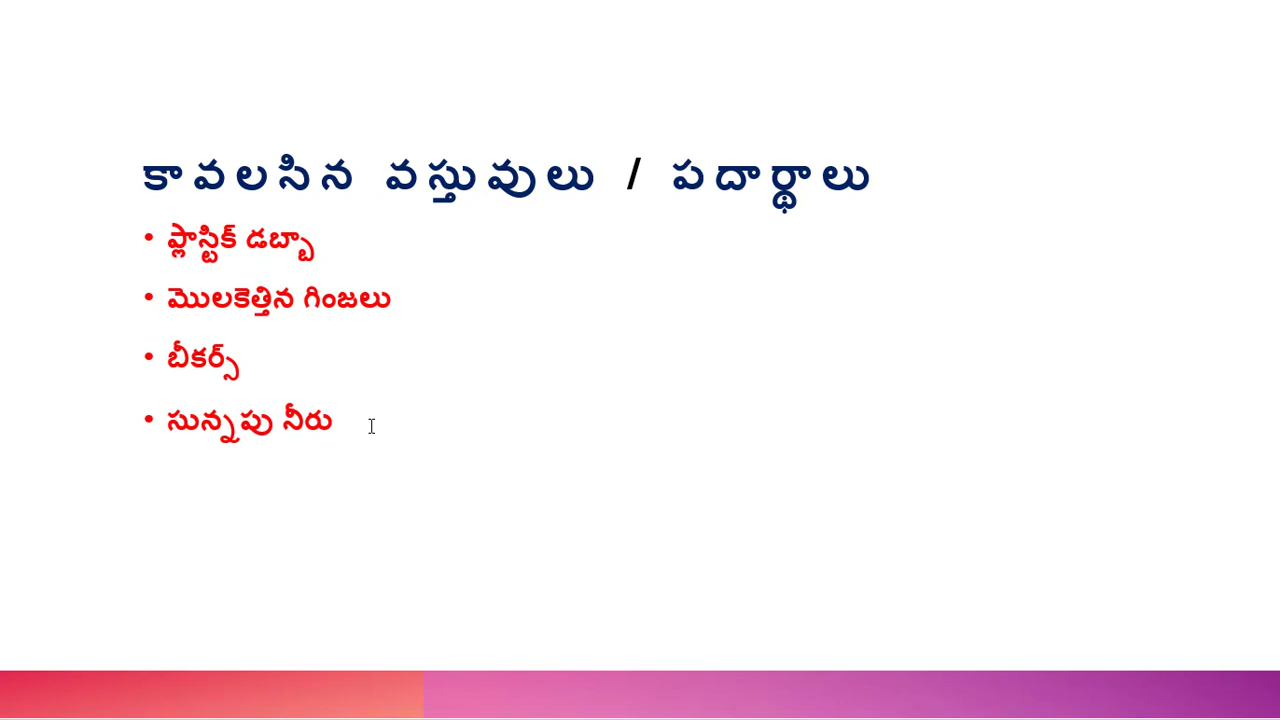 కావలసిన వస్తువులు / పదార్థాలు
• ప్లాస్టిక్ డబ్బా
• మొలకెత్తిన గింజలు
• బీకర్స్
• సున్నపు నీరు